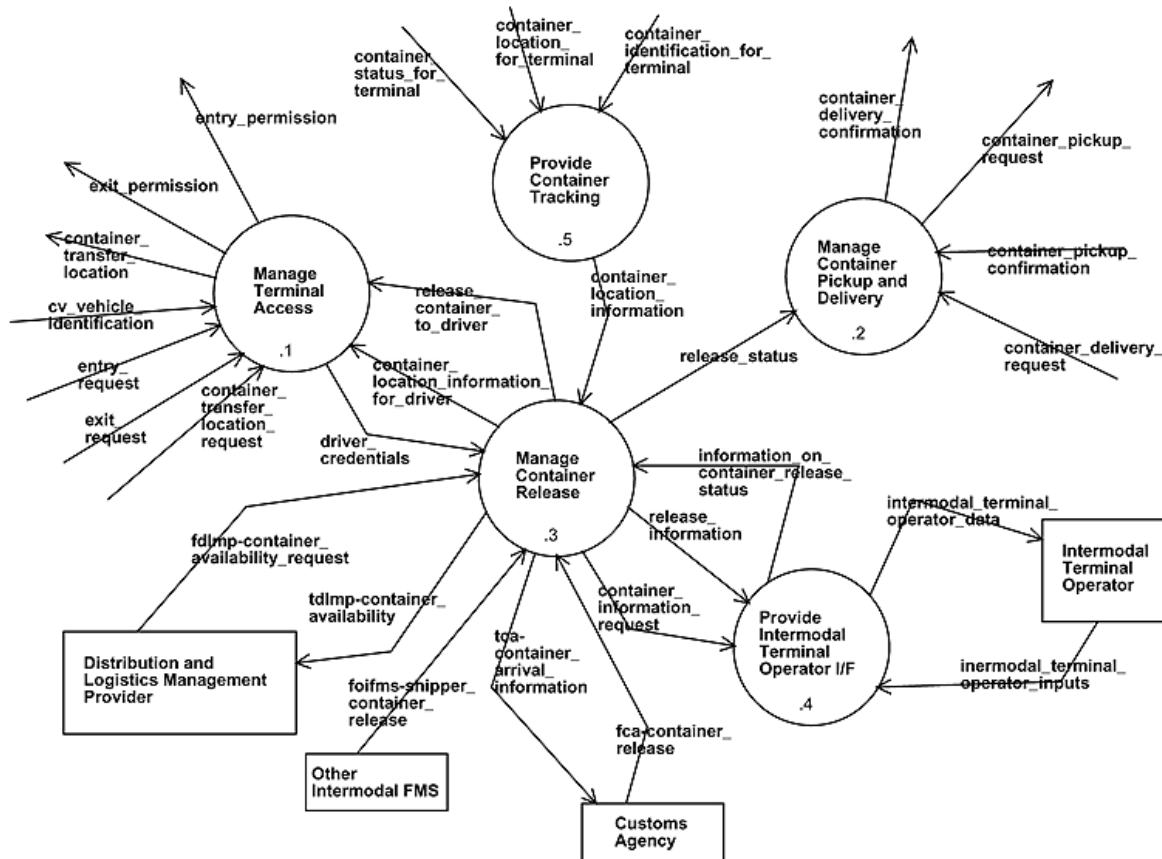 container_
status_for_
terminal
container_
location_
for_terminal
container_
identification_for_
terminal
container_
delivery_
confirmation
container_pickup_
request
entry_permission
exit_permission
container_
transfer_
location
cv_vehicle_
identification
entry_
request
exit_
request
container_
transfer_
location_
request
Manage
Terminal
Access
.1
Provide
Container
Tracking
.5
Manage
Container
Pickup and
Delivery
.2
container_pickup_
confirmation
container_delivery_
request
release_
container_
to_driver
container_
location_
information
release_status
container_
location_information_
for_driver
driver_
credentials
Manage
Container
Release
.3
information_on_
container_release_
status
release_
information
intermodal_terminal_
operator_data
Intermodal
Terminal
Operator
fdlmp-container_
availability_request
tdlmp-container_
availability
container_
information_
request
Provide
Intermodal
Terminal
Operator I/F
.4
inermodal_terminal_
operator_inputs
Distribution and
Logistics Management
Provider
foifms-shipper_
container_
release
tca-
container_
arrival_
information
fca-container_
release
Other
Intermodal FMS
Customs
Agency